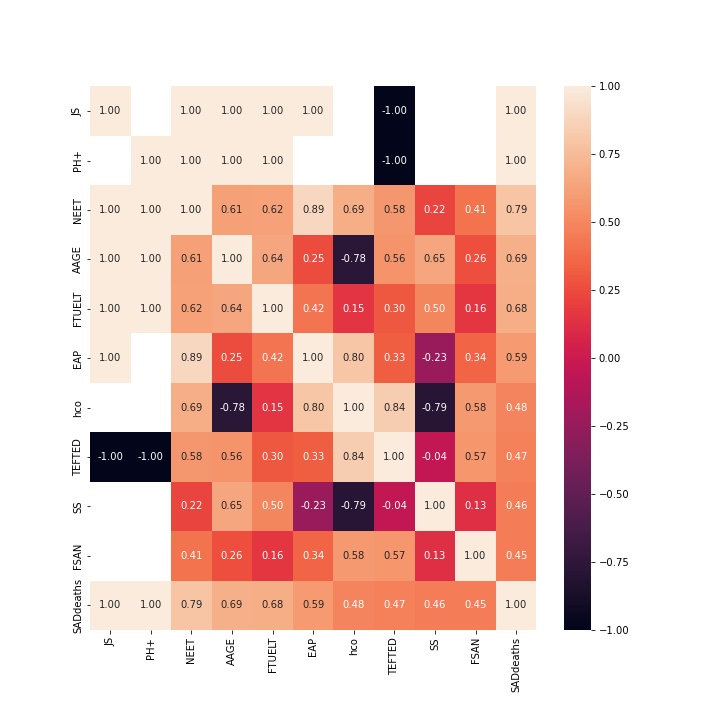 JS 1.00 1.00 1.00 1.00 1.00 -1.00 1.00
PH+ 1.00 1.00 1.00 1.00 -1.00 1.00
NEET 1.00 1.00 1.00 0.61 0.62 0.89 0.69 0.58 0.22 0.41 0.79
AAGE 1.00 1.00 0.61 1.00 0.64 0.25 -0.78 0.56 0.65 0.26 0.69
FTUELT 1.00 1.00 0.62 0.64 1.00 0.42 0.15 0.30 0.50 0.16 0.68
EAP 1.00 0.89 0.25 0.42 1.00 0.80 0.33 -0.23 0.34 0.59
hco 0.69 -0.78 0.15 0.80 1.00 0.84 -0.79 0.58 0.48
TEFTED -1.00 -1.00 0.58 0.56 0.30 0.33 0.84 1.00 -0.04 0.57 0.47
SS 0.22 0.65 0.50 -0.23 -0.79 -0.04 1.00 0.13 0.46
FSAN 0.41 0.26 0.16 0.34 0.58 0.57 0.13 1.00 0.45
SADdeaths 1.00 1.00 0.79 0.69 0.68 0.59 0.48 0.47 0.46 0.45 1.00
JS PH+ NEET AAGE FTUELT EAP hco TEFTED SS FSAN SADdeaths
1.00
0.75
0.50
0.25
0.00
−0.25
−0.50
−0.75
−1.00